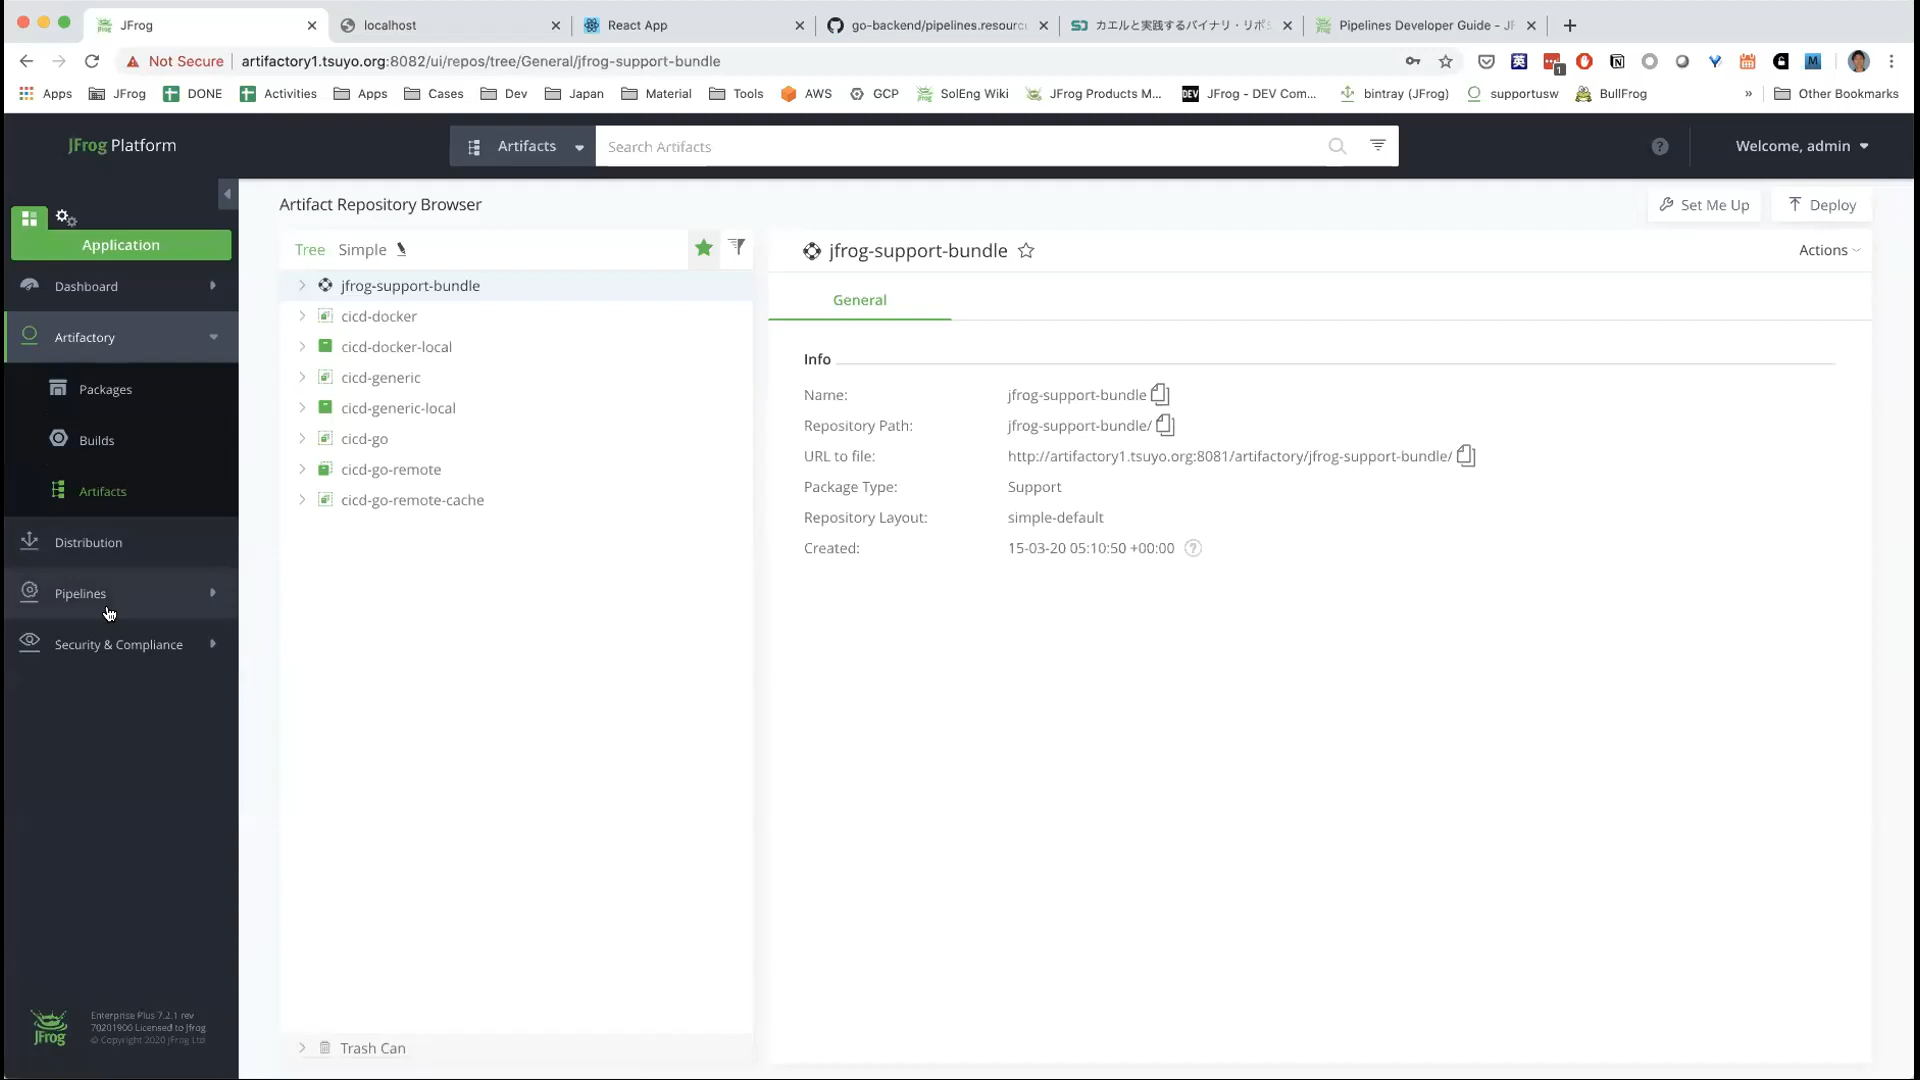 JFrog
localhost
React App
go-backend/pipelines.resourc
カエルと実践するバイナリ・リポジ
Pipelines Developer Guide - JF
Not Secure
artifactory1.tsuyo.org:8082/ui/repos/tree/General/jfrog-support-bundle
Apps
JFrog
DONE
Activities
Apps
Cases
Dev
Japan
Material
Tools
AWS
GCP
SolEng Wiki
JFrog Products M...
JFrog - DEV Com...
bintray (JFrog)
supportusw
BullFrog
»
Other Bookmarks
JFrog Platform
Artifacts
Search Artifacts
Welcome, admin
Application
Dashboard
Artifactory
Packages
Builds
Artifacts
Distribution
Pipelines
Security & Compliance
Enterprise Plus 7.2.1 rev
70201900 Licensed to Jfrog
© Copyright 2020 JFrog Ltd
JFrog
Artifact Repository Browser
Set Me Up
Deploy
Tree
Simple
jfrog-support-bundle
cicd-docker
cicd-docker-local
cicd-generic
cicd-generic-local
cicd-go
cicd-go-remote
cicd-go-remote-cache
Trash Can
jfrog-support-bundle
Actions
General
Info
Name: jfrog-support-bundle
Repository Path: jfrog-support-bundle/
URL to file: http://artifactory1.tsuyo.org:8081/artifactory/jfrog-support-bundle/
Package Type: Support
Repository Layout: simple-default
Created: 15-03-20 05:10:50 +00:00